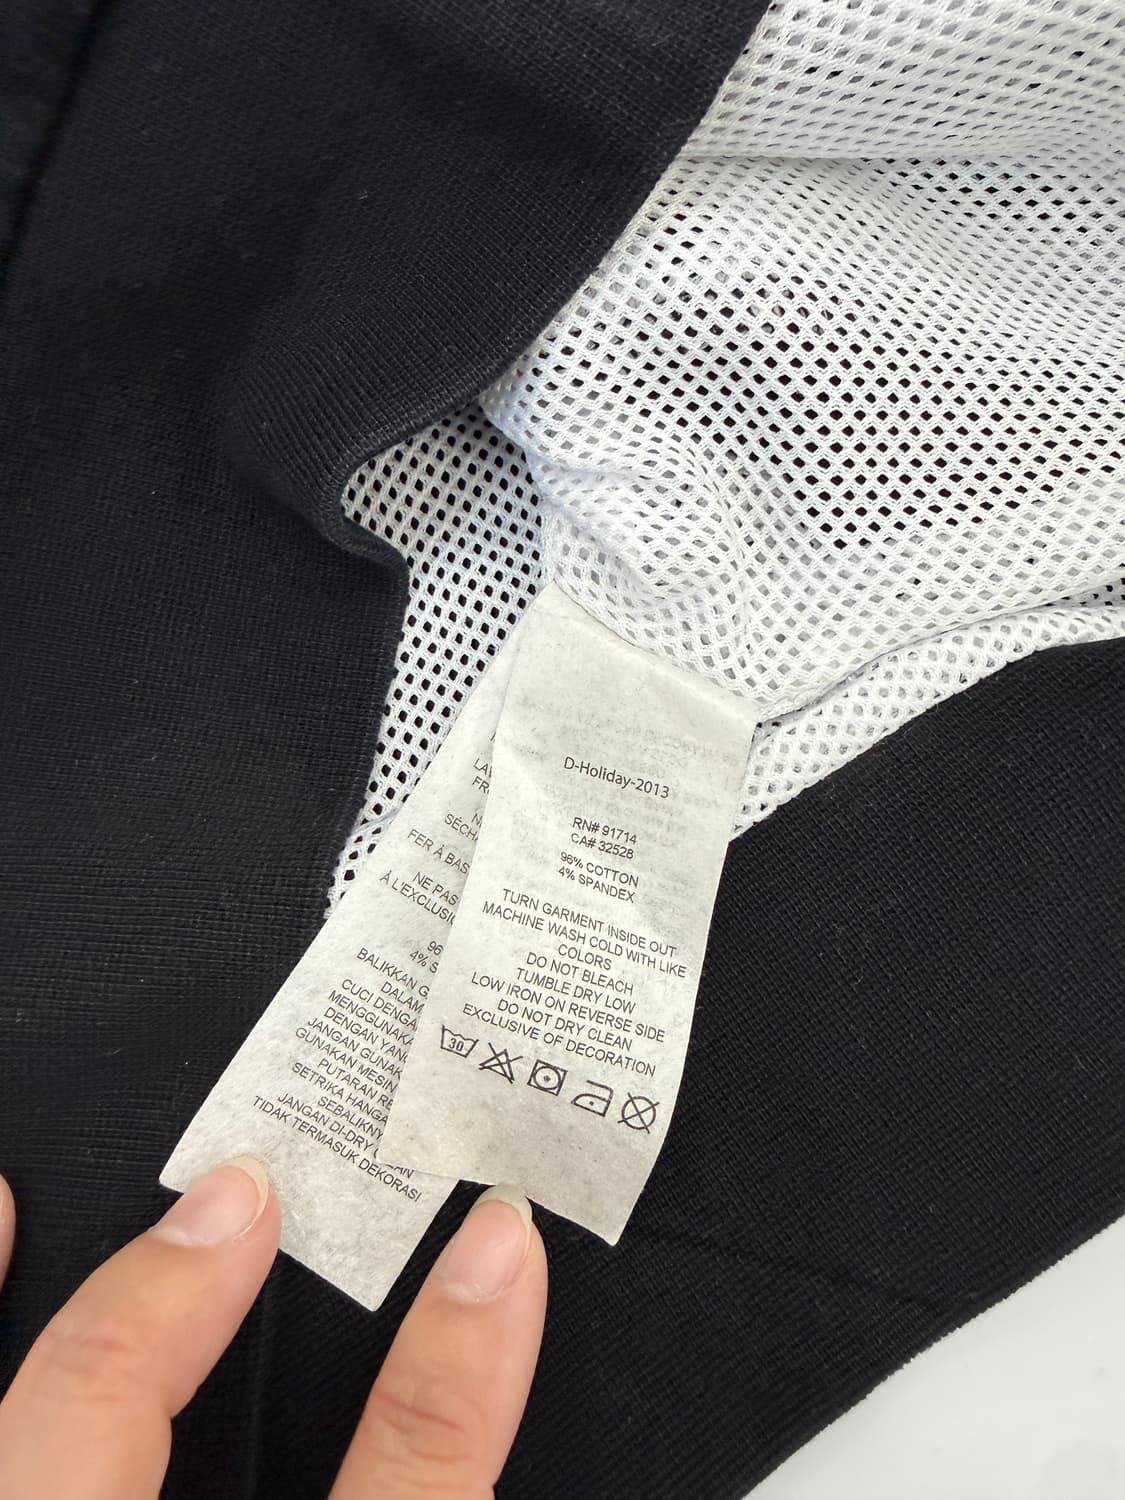 D-Holiday-2013
RN# 91714
CA# 32528
96% COTTON
4% SPANDEX
TURN GARMENT INSIDE OUT
MACHINE WASH COLD WITH LIKE
COLORS
DO NOT BLEACH
TUMBLE DRY LOW
LOW IRON ON REVERSE SIDE
DO NOT DRY CLEAN
EXCLUSIVE OF DECORATION
30
FER À BAS
NE PAS
À L'EXCLUSI
96
4% S
BALIKKAN G
DALAM
CUCI DENGA
MENGGUNAKA
DENGAN YANG
JANGAN GUNAK
GUNAKAN MESIN
PUTARAN RE
SETRIKA HANGA
SEBALIKNY
JANGAN DI-DRY
TIDAK TERMASUK DEKORASI